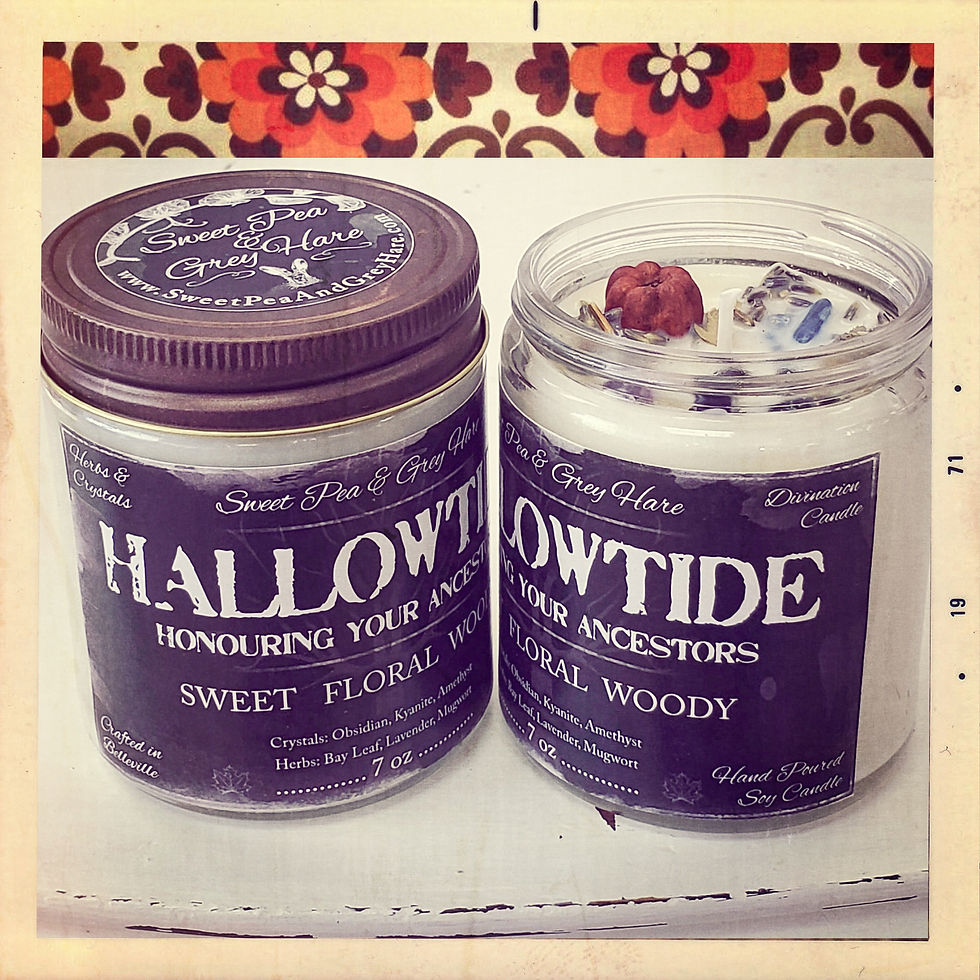 Sweet Pea
&
Grey Hare
www.SweetPeaAndGreyHare.com
Herbs &
Crystals
Sweet Pea & Grey Hare
HALLOWTI
HONOURING YOUR ANCEST
SWEET FLORAL WOO
Crystals: Obsidian, Kyanite, Amethyst
Herbs: Bay Leaf, Lavender, Mugwort
7 oz
Crafted in
Belleville
Pea & Grey Hare
Divination
Candle
LOWTIDE
NG YOUR ANCESTORS
FLORAL WOODY
Obsidian, Kyanite, Amethyst
Bay Leaf, Lavender, Mugwort
7 oz
Hand Poured
Soy Candle
71
19